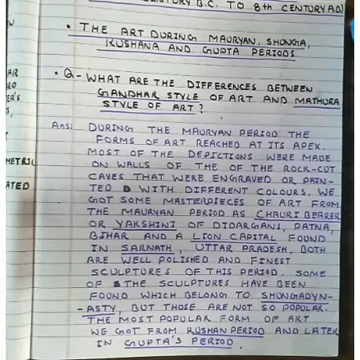 CENTURY B.C. TO 8th CENTURY AD)
• THE ART DURING MAURYAN, SHUNGA,
KUSHANA AND GUPTA PERIODS
• Q- WHAT ARE THE DIFFERENCES BETWEEN
GANDHAR STYLE OF ART AND MATHURA
STYLE OF ART?
Ans: DURING THE MAURYAN PERIOD THE
FORMS OF ART REACHED AT ITS APEX.
MOST OF THE DEPICTIONS WERE MADE
ON WALLS OF THE OF THE ROCK-CUT
CAVES THAT WERE ENGRAVED OR PAIN-
TED WITH DIFFERENT COLOURS. WE
GOT SOME MASTERPIECES OF ART FROM
THE MAURYAN PERIOD AS CHAURI BEARER
OR YAKSHINI OF DIDARGANJ, PATNA,
BIHAR AND A LION CAPITAL FOUND
IN SARNATH, UTTAR PRADESH, BOTH
ARE WELL POLISHED AND FINEST
SCULPTURES OF THIS PERIOD. SOME
OF THE SCULPTURES HAVE BEEN
FOUND WHICH BELONG TO SHUNGADYN-
ASTY, BUT THOSE ARE NOT SO POPULAR.
THE MOST POPULAR FORM OF ART
WE GOT FROM KUSHAN PERIOD AND LATER
IN GUPTA'S PERIOD.